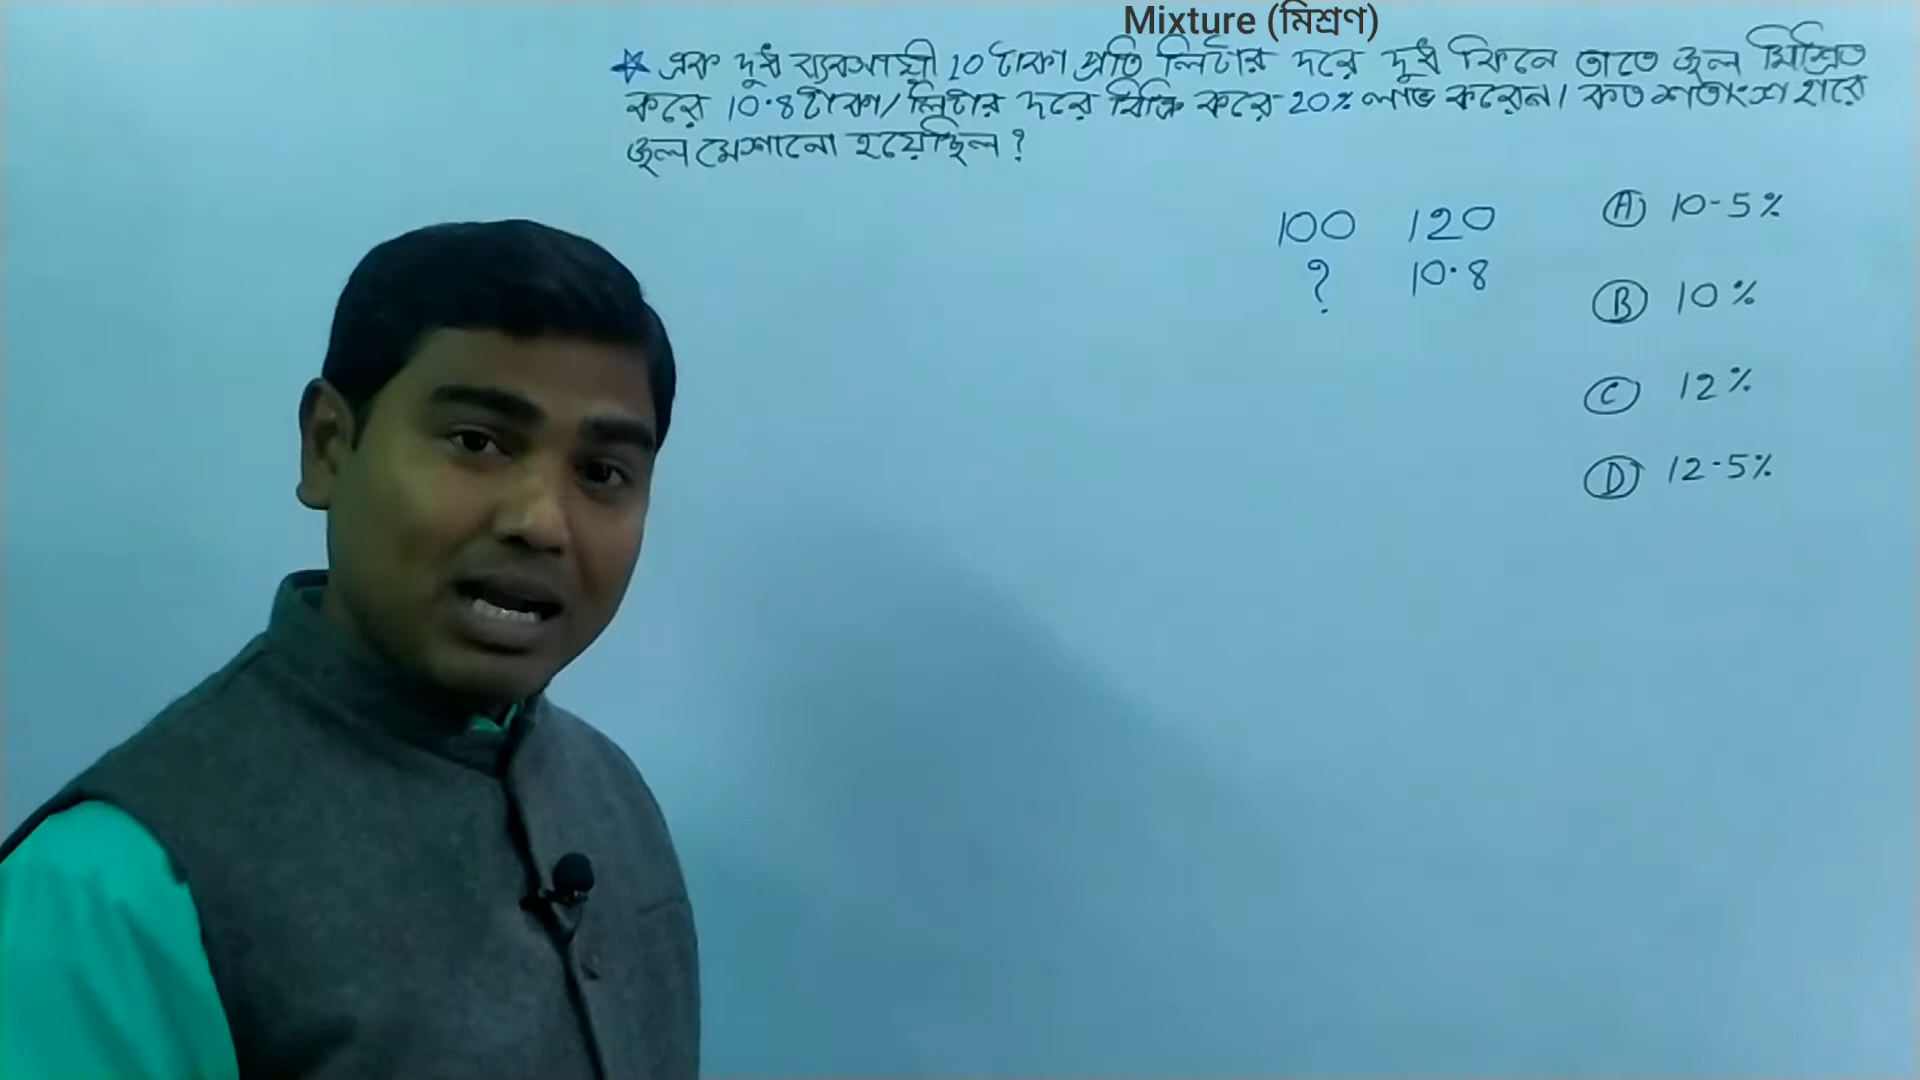 Mixture (মিশ্রণ)
* এক দুধ ব্যবসায়ী 10 টাকা প্রতি লিটার দরে দুধ কিনে তাতে জল মিশ্রিত
করে 10.8 টাকা/লিটার দরে বিক্রি করে 20% লাভ করেন। কত শতাংশ হারে
জল মেশানো হয়েছিল?
100 120
? 10.8
(A) 10.5%
(B) 10%
(C) 12%
(D) 12.5%